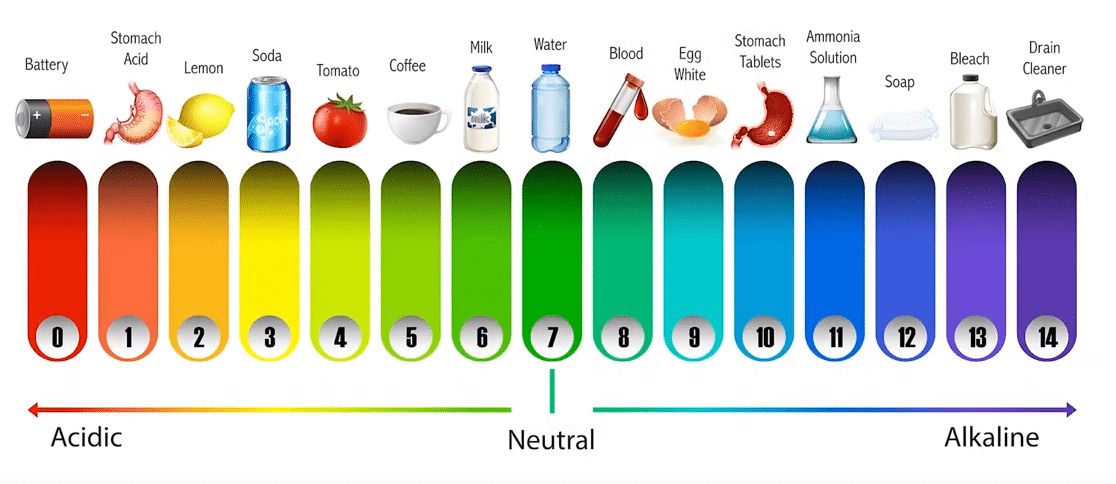 Battery
Stomach
Acid
Lemon
Soda
Tomato
Coffee
Milk
Water
Blood
Egg
White
Stomach
Tablets
Ammonia
Solution
Soap
Bleach
Drain
Cleaner
+
-
milk
0
1
2
3
4
5
6
7
8
9
10
11
12
13
14
Acidic
Neutral
Alkaline